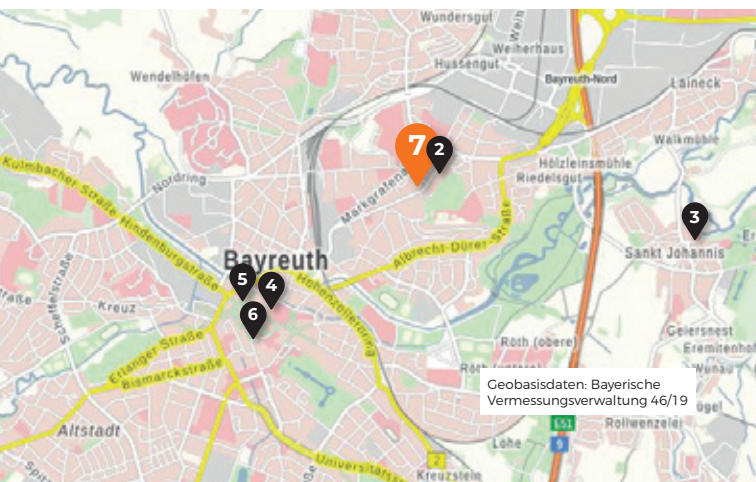 Wundersgut
Weiherhaus
Hussengut
Wendelhöfen
Bayreuth-Nord
Laineck
Walkmühle
7
2
Hölzleinsmühle
Riedelsgut
Kulmbacher Straße
Nordring
Hindenburgstraße
Albrecht-Dürer-Straße
3
Sankt Johannis
Bayreuth
5
4
6
Hohenzollernring
Scheffelstraße
Kreuz
Erlanger Straße
Bismarckstraße
Röth (obere)
Geiersnest
Geobasisdaten: Bayerische
Vermessungsverwaltung 46/19
Altstadt
E51
9
Rollwenzelei
Lohe
2
Kreuzstein